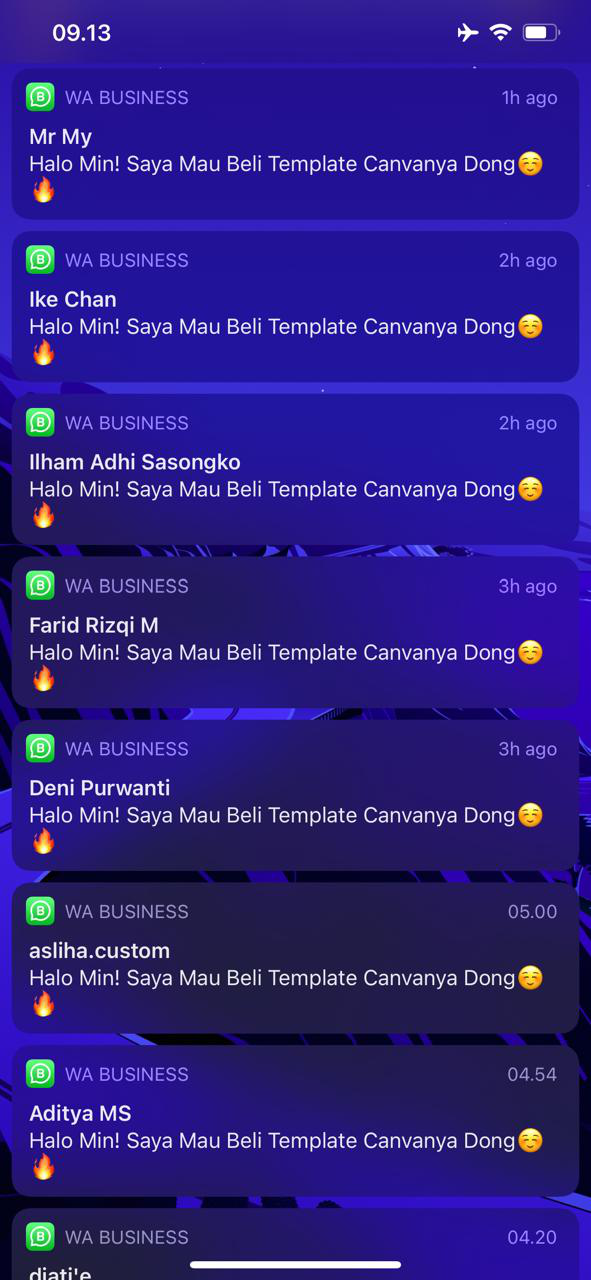 09.13
WA BUSINESS 1h ago
Mr My
Halo Min! Saya Mau Beli Template Canvanya Dong☺️
🔥
WA BUSINESS 2h ago
Ike Chan
Halo Min! Saya Mau Beli Template Canvanya Dong☺️
🔥
WA BUSINESS 2h ago
Ilham Adhi Sasongko
Halo Min! Saya Mau Beli Template Canvanya Dong☺️
🔥
WA BUSINESS 3h ago
Farid Rizqi M
Halo Min! Saya Mau Beli Template Canvanya Dong☺️
🔥
WA BUSINESS 3h ago
Deni Purwanti
Halo Min! Saya Mau Beli Template Canvanya Dong☺️
🔥
WA BUSINESS 05.00
asliha.custom
Halo Min! Saya Mau Beli Template Canvanya Dong☺️
🔥
WA BUSINESS 04.54
Aditya MS
Halo Min! Saya Mau Beli Template Canvanya Dong☺️
🔥
WA BUSINESS 04.20